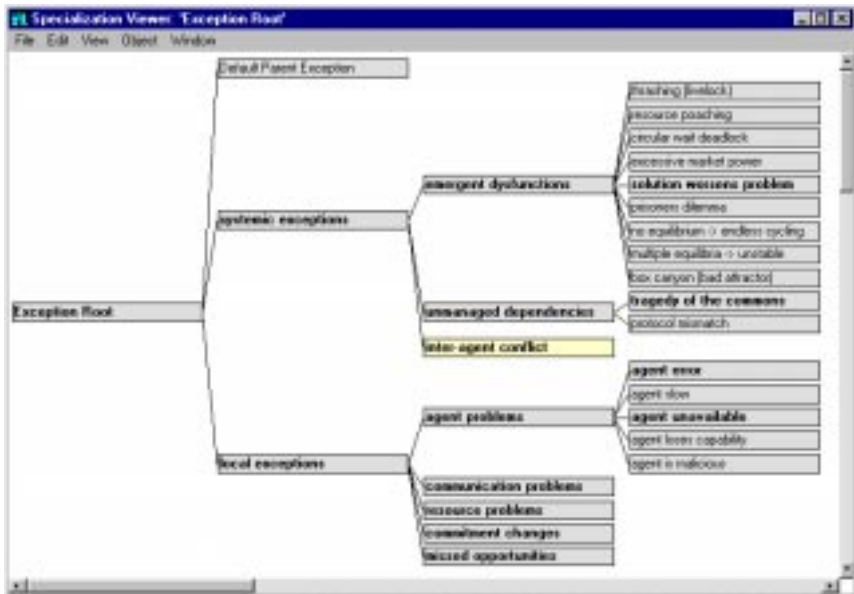 Specialization Viewer: 'Exception Root'
File Edit View Object Window
Default Parent Exception
thrashing (livelock)
resource poaching
circular wait deadlock
excessive market power
emergent dysfunctions
solution worsens problem
prisoners dilemma
systemic exceptions
no equilibrium -> endless cycling
multiple equilibria -> unstable
box canyon (bad attractor)
tragedy of the commons
Exception Root
unmanaged dependencies
protocol mismatch
inter-agent conflict
agent error
agent slow
agent problems
agent unavailable
agent loses capability
local exceptions
agent is malicious
communication problems
resource problems
commitment changes
missed opportunities